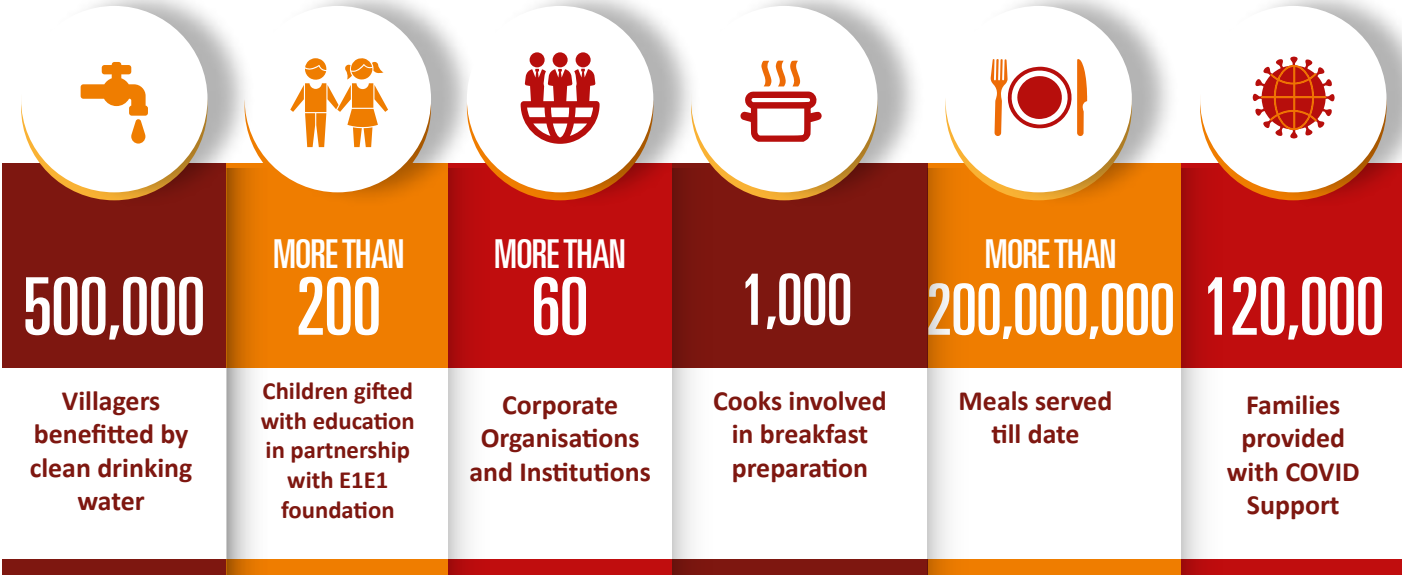 500,000
Villagers
benefitted by
clean drinking
water
MORE THAN
200
Children gifted
with education
in partnership
with E1E1
foundation
MORE THAN
60
Corporate
Organisations
and Institutions
1,000
Cooks involved
in breakfast
preparation
MORE THAN
200,000,000
Meals served
till date
120,000
Families
provided
with COVID
Support